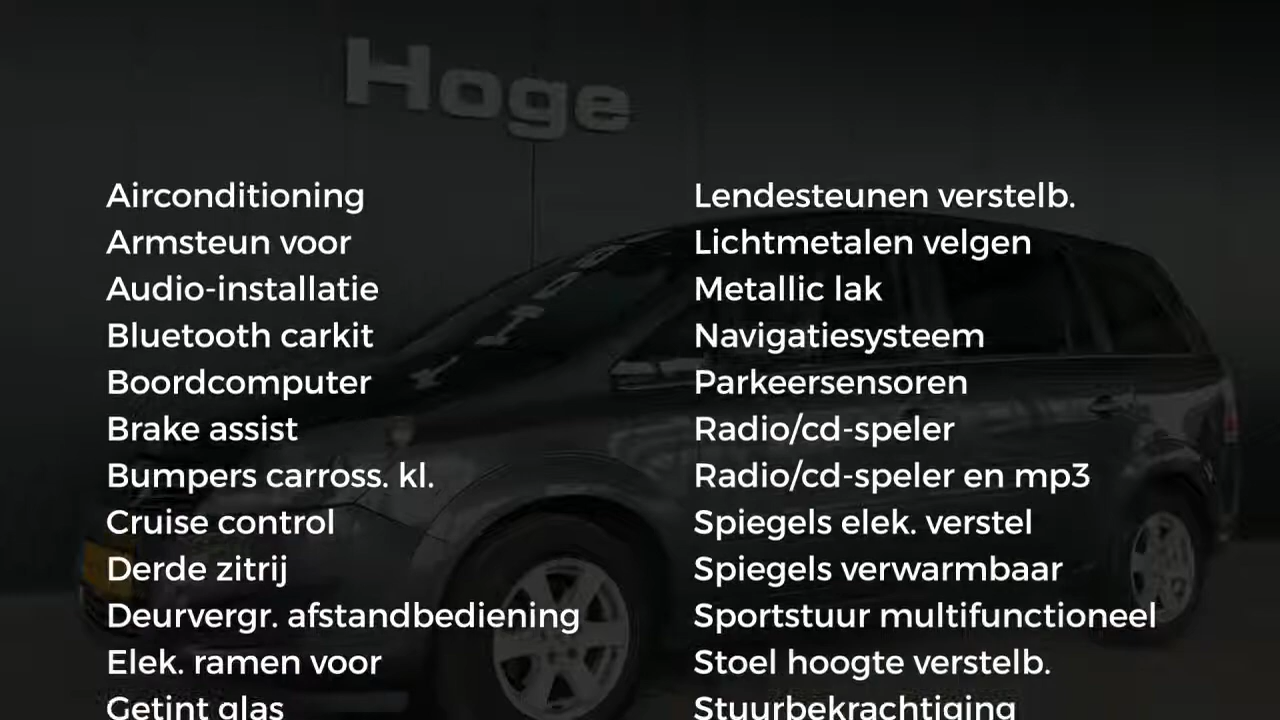 Hoge
Airconditioning
Armsteun voor
Audio-installatie
Bluetooth carkit
Boordcomputer
Brake assist
Bumpers carross. kl.
Cruise control
Derde zitrij
Deurvergr. afstandbediening
Elek. ramen voor
Getint glas
Lendesteunen verstelb.
Lichtmetalen velgen
Metallic lak
Navigatiesysteem
Parkeersensoren
Radio/cd-speler
Radio/cd-speler en mp3
Spiegels elek. verstel
Spiegels verwarmbaar
Sportstuur multifunctioneel
Stoel hoogte verstelb.
Stuurbekrachtiging